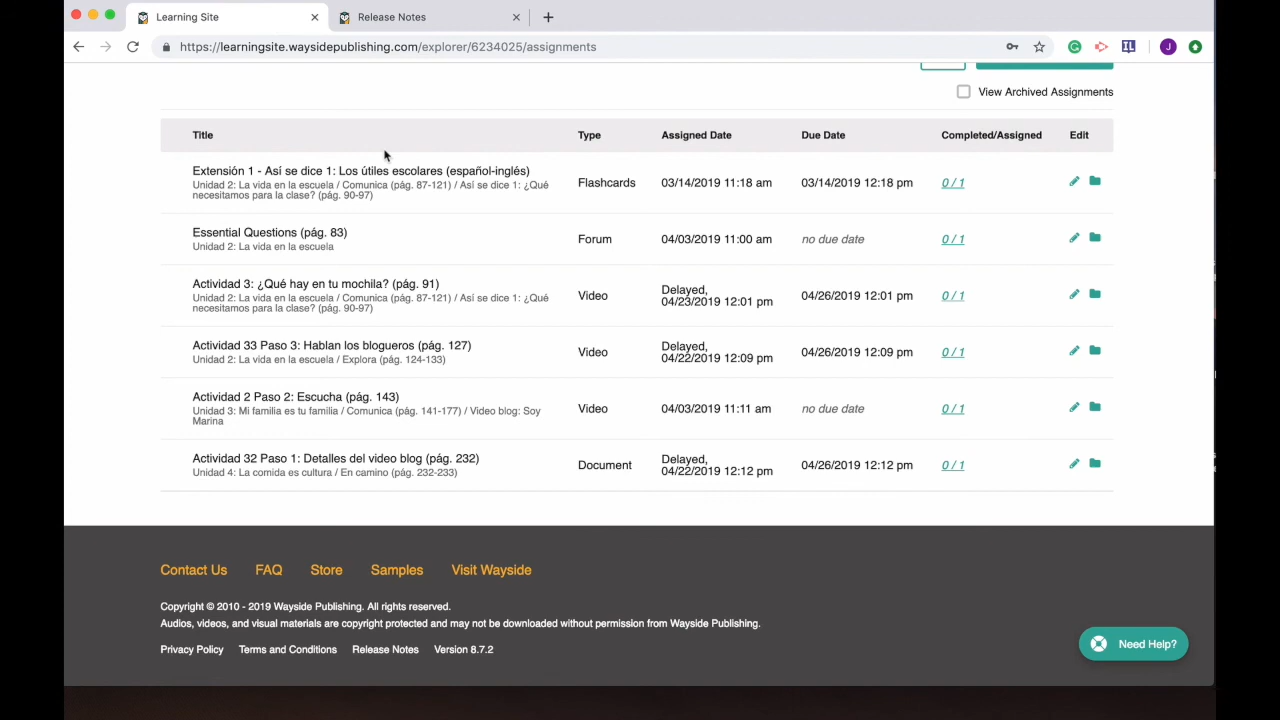 Learning Site
Release Notes
https://learningsite.waysidepublishing.com/explorer/6234025/assignments
IL
J
View Archived Assignments
Title Type Assigned Date Due Date Completed/Assigned Edit
Extensión 1 - Así se dice 1: Los útiles escolares (español-inglés)
Unidad 2: La vida en la escuela / Comunica (pág. 87-121) / Así se dice 1: ¿Qué
necesitamos para la clase? (pág. 90-97)
Flashcards 03/14/2019 11:18 am 03/14/2019 12:18 pm 0 / 1
Essential Questions (pág. 83)
Unidad 2: La vida en la escuela
Forum 04/03/2019 11:00 am no due date 0 / 1
Actividad 3: ¿Qué hay en tu mochila? (pág. 91)
Unidad 2: La vida en la escuela / Comunica (pág. 87-121) / Así se dice 1: ¿Qué
necesitamos para la clase? (pág. 90-97)
Video
Delayed,
04/23/2019 12:01 pm
04/26/2019 12:01 pm 0 / 1
Actividad 33 Paso 3: Hablan los blogueros (pág. 127)
Unidad 2: La vida en la escuela / Explora (pág. 124-133)
Video
Delayed,
04/22/2019 12:09 pm
04/26/2019 12:09 pm 0 / 1
Actividad 2 Paso 2: Escucha (pág. 143)
Unidad 3: Mi familia es tu familia / Comunica (pág. 141-177) / Video blog: Soy
Marina
Video 04/03/2019 11:11 am no due date 0 / 1
Actividad 32 Paso 1: Detalles del video blog (pág. 232)
Unidad 4: La comida es cultura / En camino (pág. 232-233)
Document
Delayed,
04/22/2019 12:12 pm
04/26/2019 12:12 pm 0 / 1
Contact Us FAQ Store Samples Visit Wayside
Copyright © 2010 - 2019 Wayside Publishing. All rights reserved.
Audios, videos, and visual materials are copyright protected and may not be downloaded without permission from Wayside Publishing.
Privacy Policy Terms and Conditions Release Notes Version 8.7.2
Need Help?